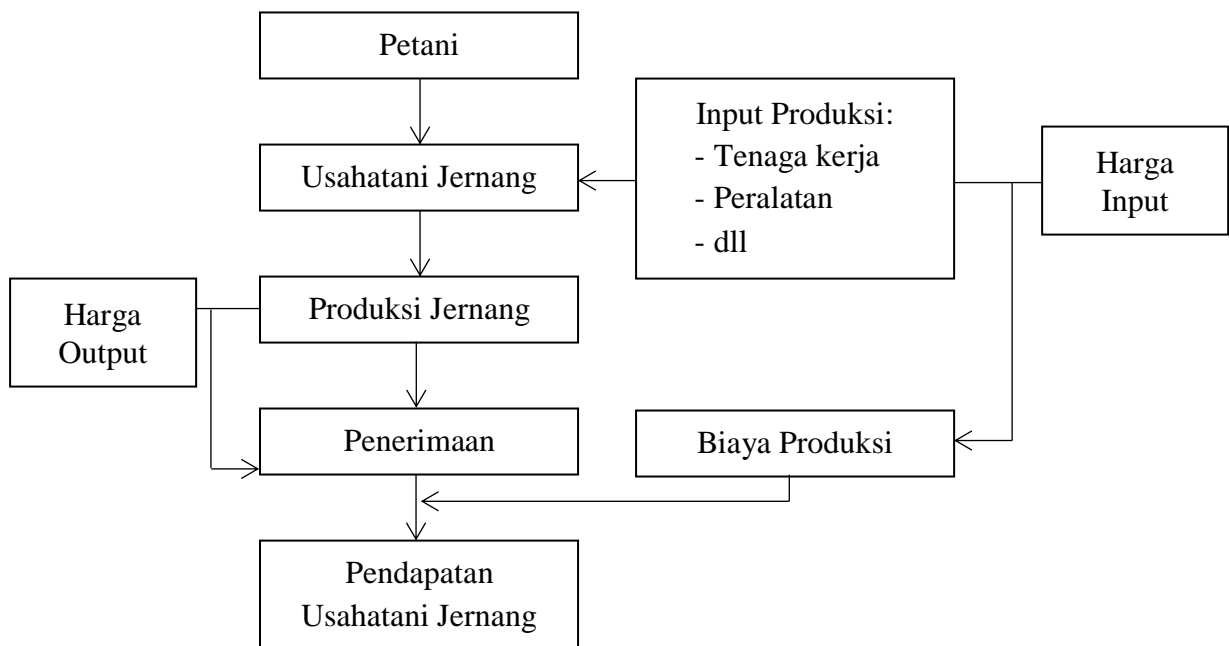 Petani
Input Produksi:
- Tenaga kerja
- Peralatan
- dll
Harga
Input
Usahatani Jernang
Harga
Output
Produksi Jernang
Penerimaan
Biaya Produksi
Pendapatan
Usahatani Jernang